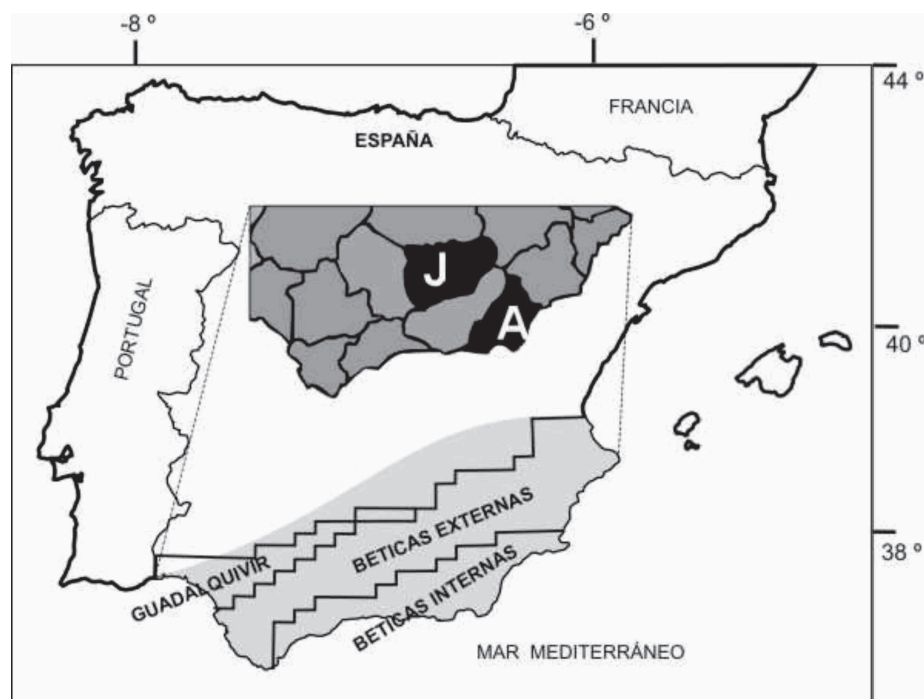 -8 º
-6 º
44 º
FRANCIA
ESPAÑA
J
PORTUGAL
A
40 º
BETICAS EXTERNAS
38 º
GUADALQUIVIR
BETICAS INTERNAS
MAR MEDITERRÁNEO